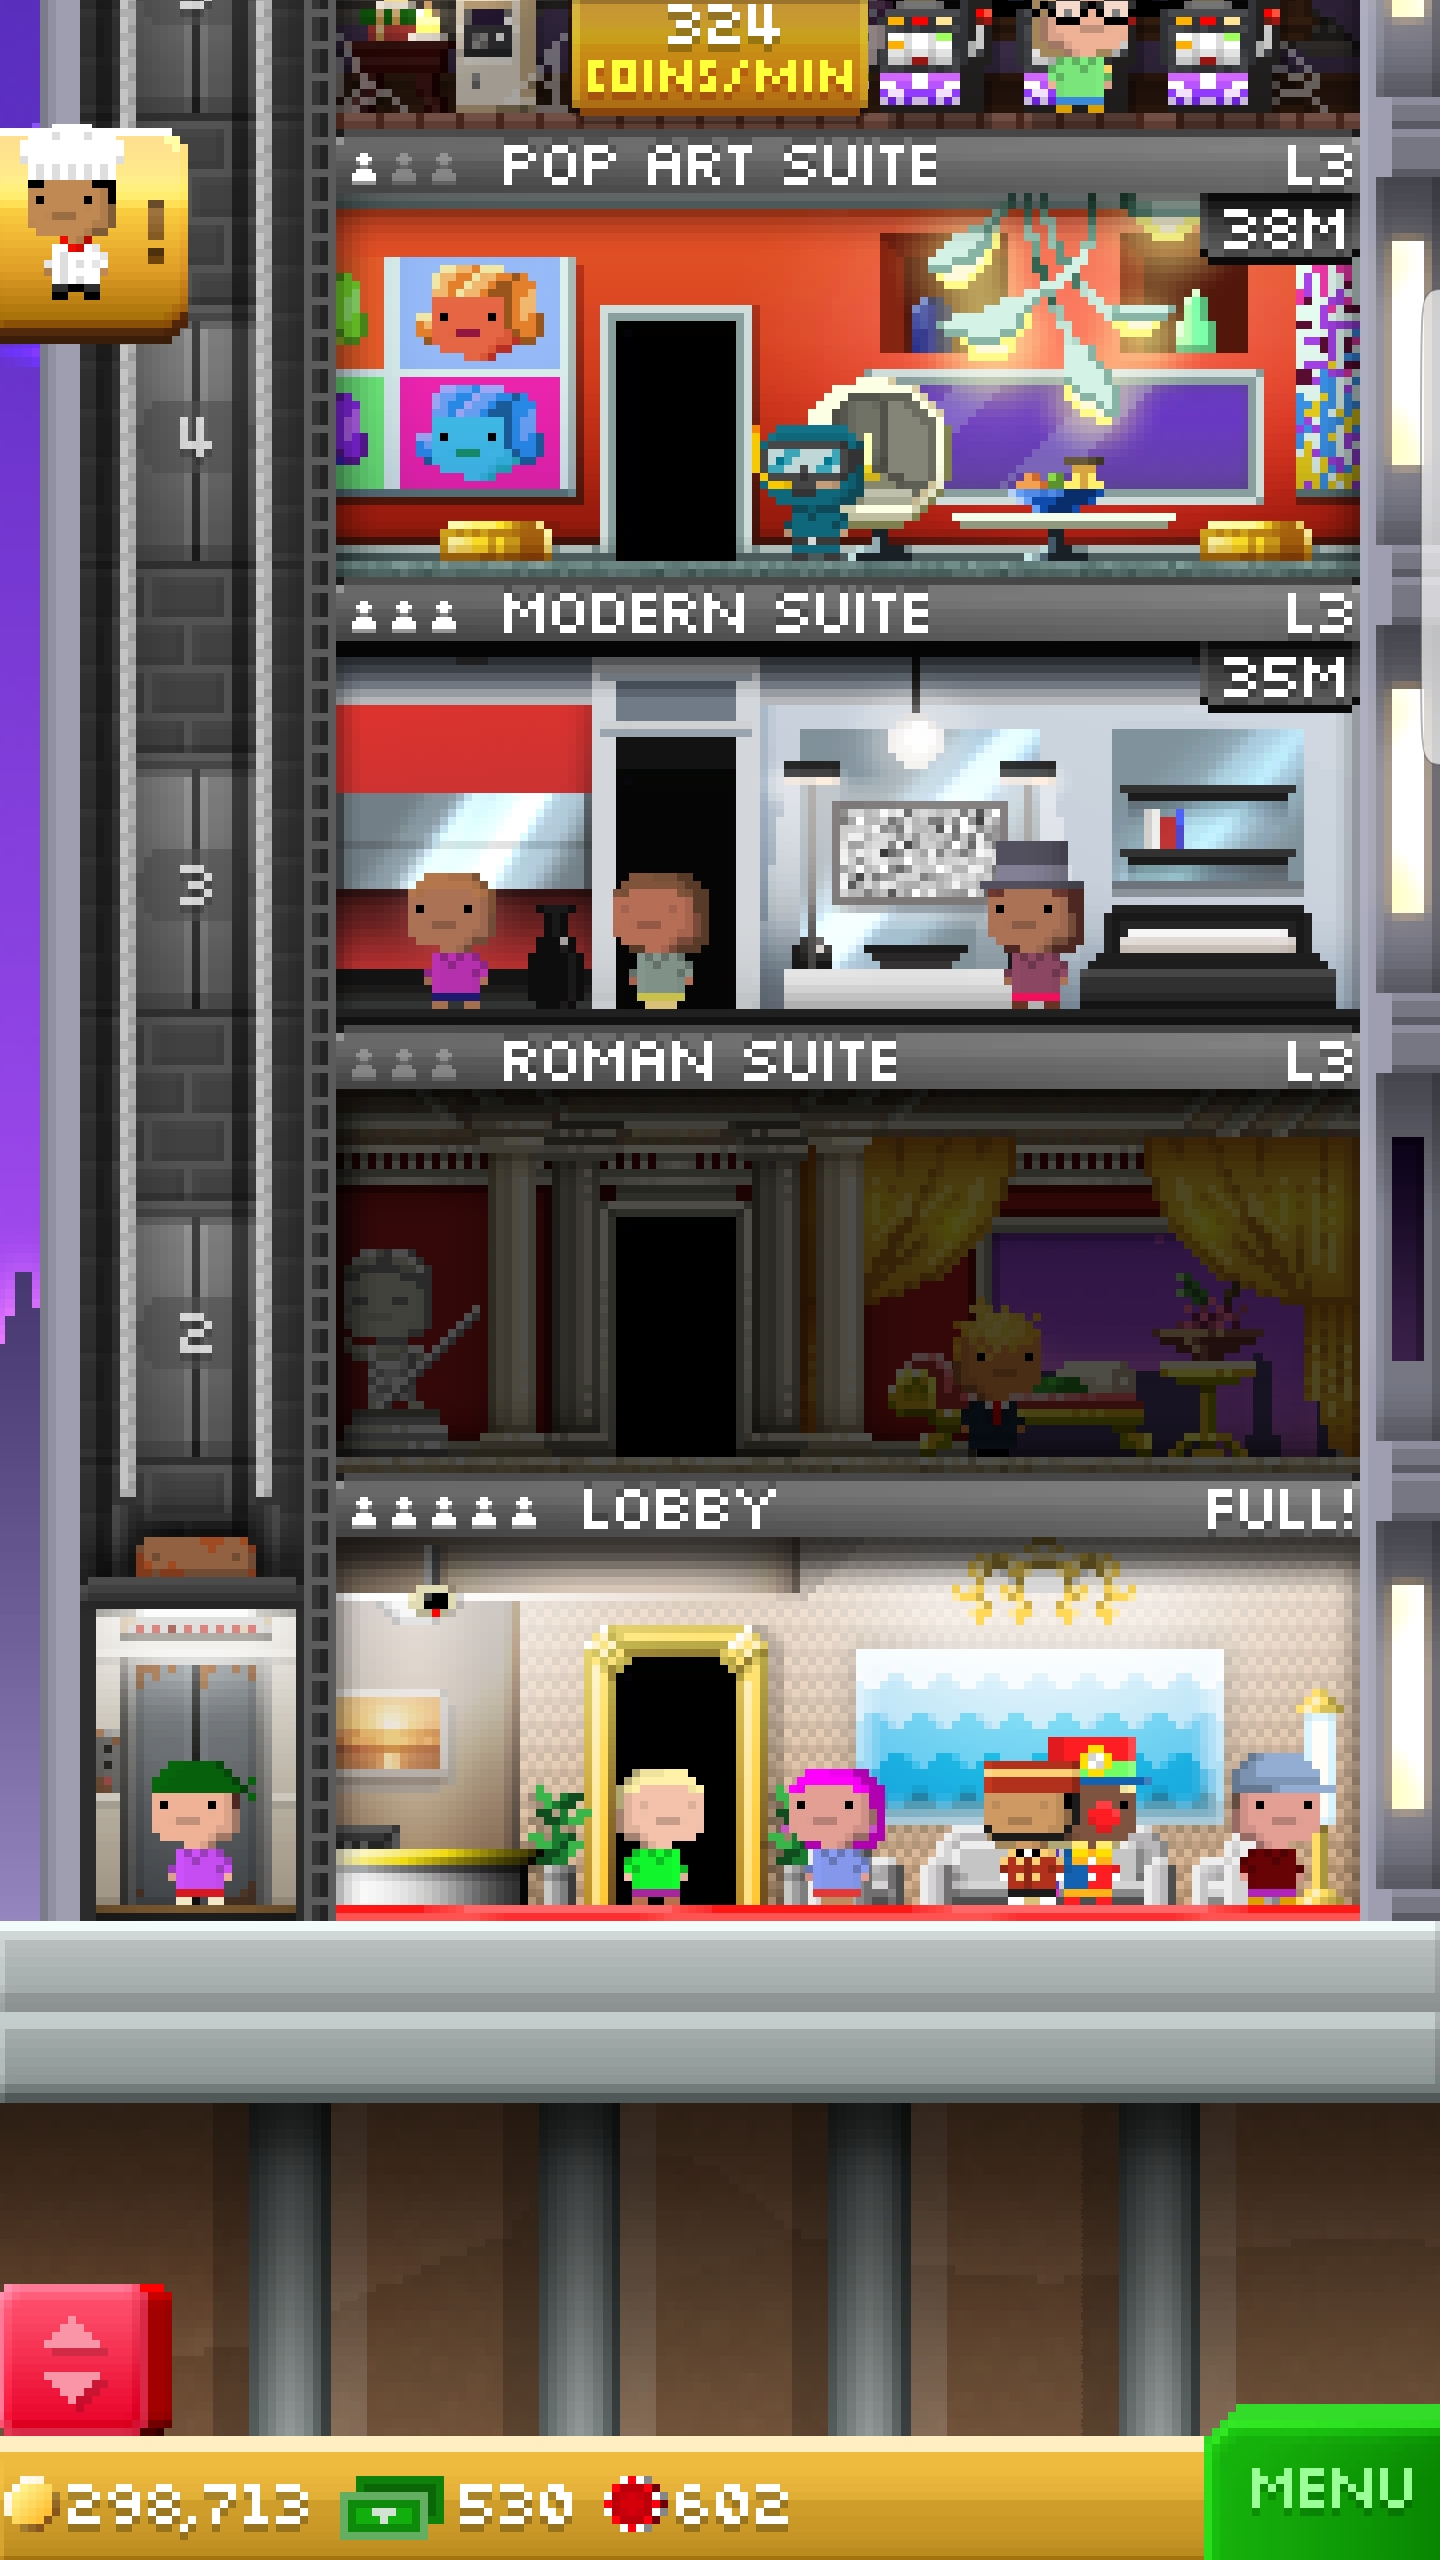 324
COINS/MIN
POP ART SUITE L3
38M
!
4
MODERN SUITE L3
35M
3
ROMAN SUITE L3
2
LOBBY FULL!
298,713 530 602
MENU